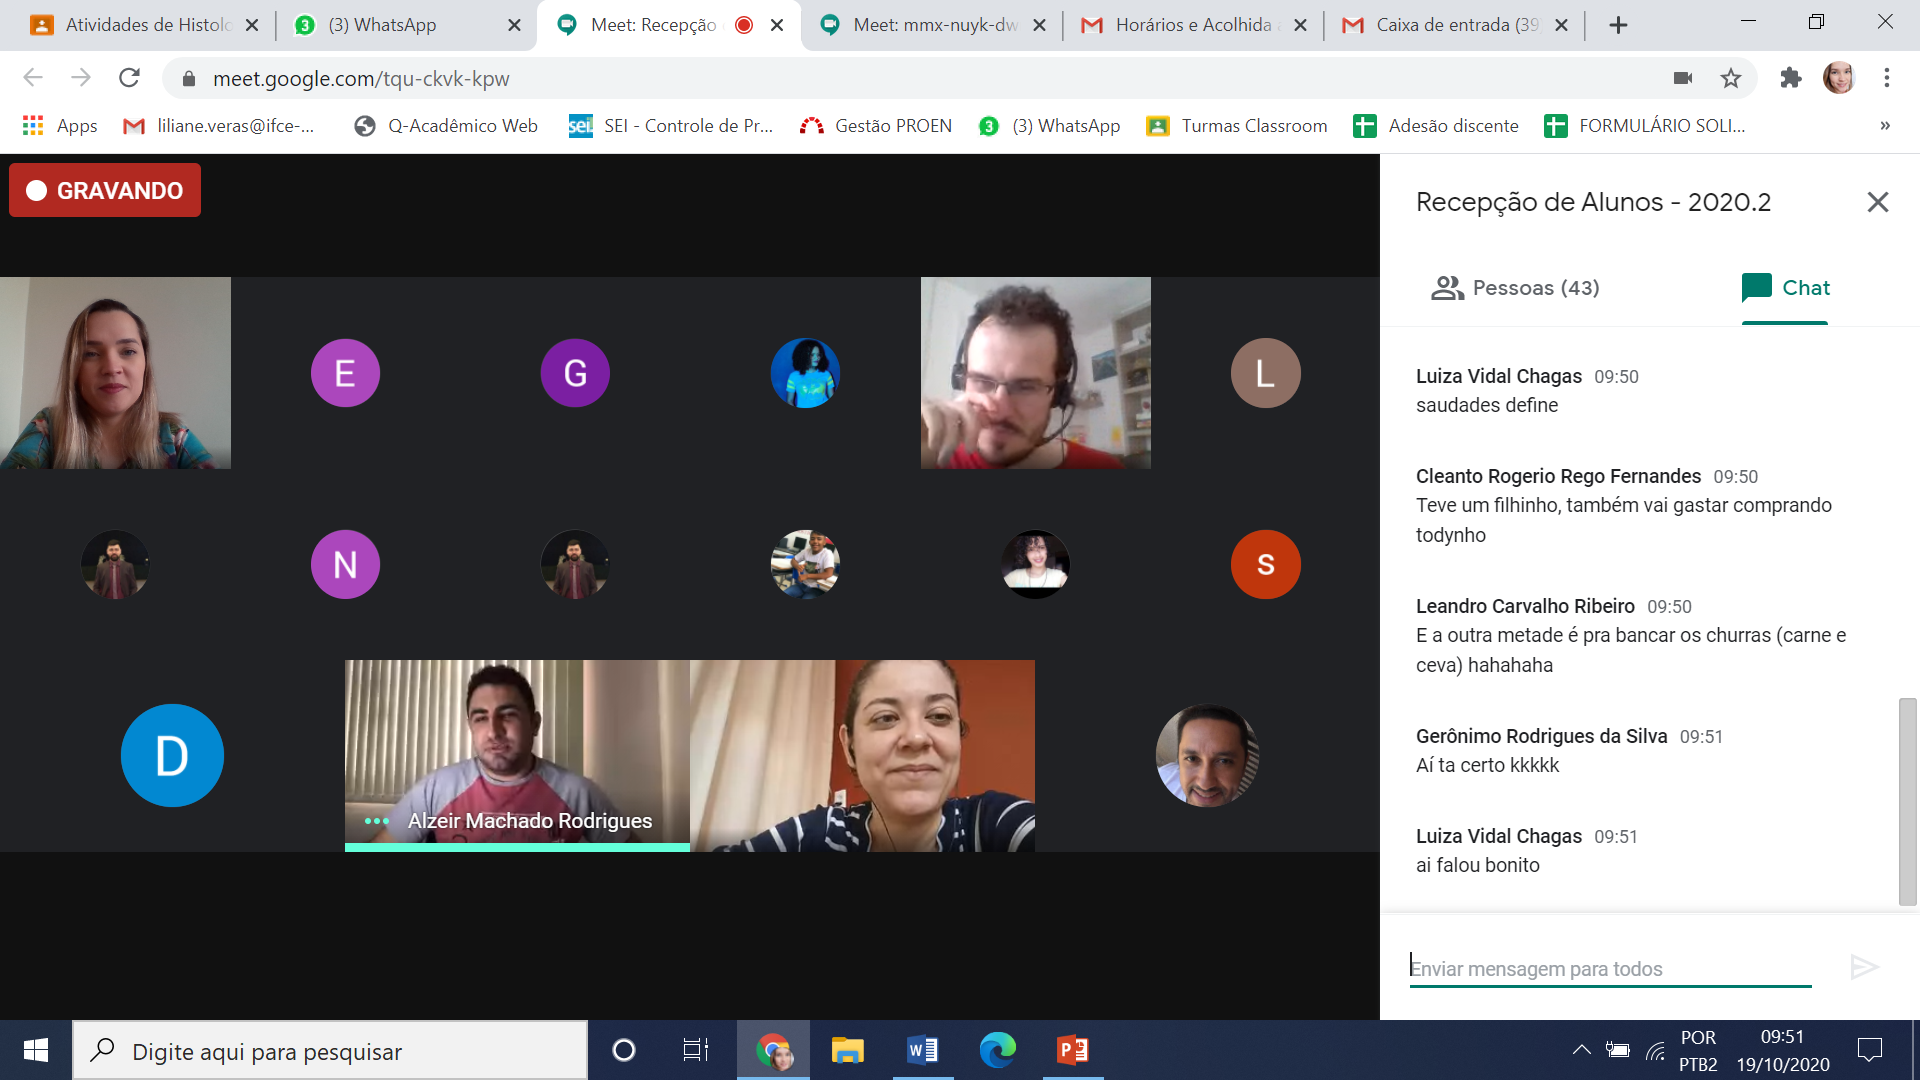 Atividades de Histolo
(3) WhatsApp
Meet: Recepção
Meet: mmx-nuyk-dw
Horários e Acolhida a
Caixa de entrada (39
meet.google.com/tqu-ckvk-kpw
Apps
liliane.veras@ifce-...
Q-Acadêmico Web
SEI - Controle de Pr...
Gestão PROEN
(3) WhatsApp
Turmas Classroom
Adesão discente
FORMULÁRIO SOLI...
»
GRAVANDO
E
G
L
N
S
D
Alzeir Machado Rodrigues
Recepção de Alunos - 2020.2
Pessoas (43)
Chat
Luiza Vidal Chagas 09:50
saudades define
Cleanto Rogerio Rego Fernandes 09:50
Teve um filhinho, também vai gastar comprando
todynho
Leandro Carvalho Ribeiro 09:50
E a outra metade é pra bancar os churras (carne e
ceva) hahahaha
Gerônimo Rodrigues da Silva 09:51
Aí ta certo kkkkk
Luiza Vidal Chagas 09:51
ai falou bonito
Enviar mensagem para todos
Digite aqui para pesquisar
POR
PTB2
09:51
19/10/2020